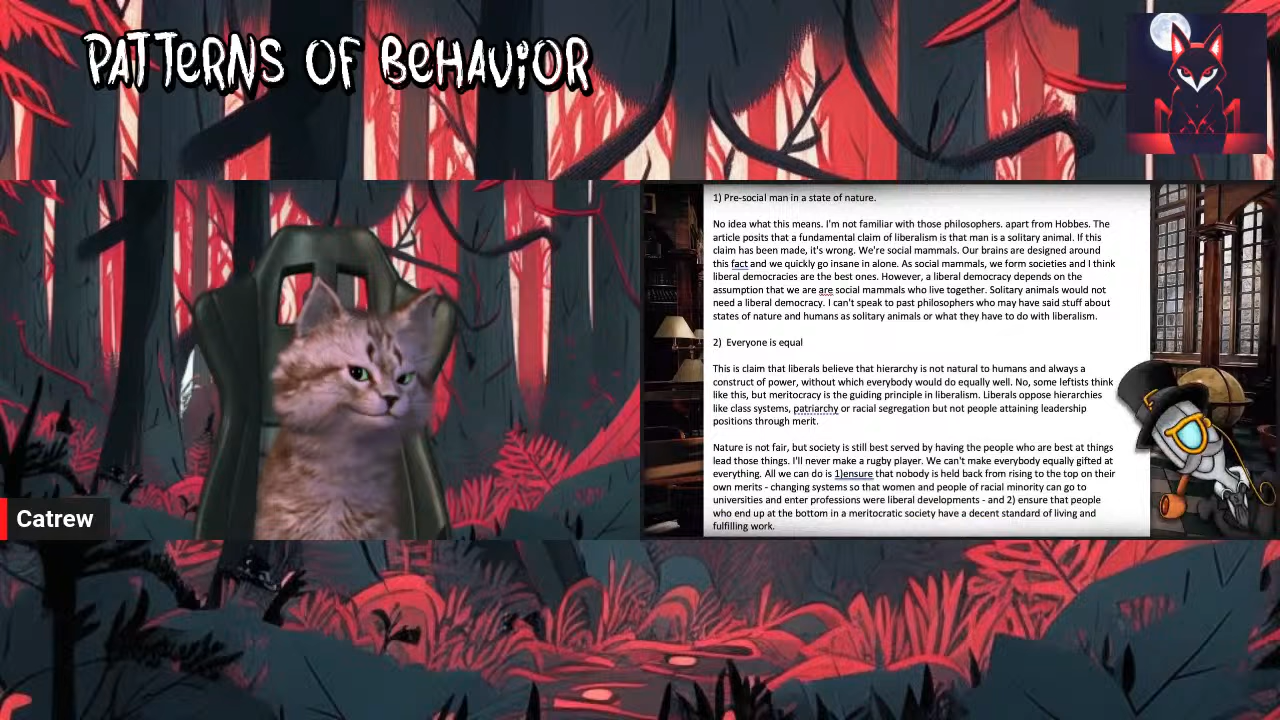 PATTERNS OF BEHAVIOR
1) Pre-social man in a state of nature.
No idea what this means. I'm not familiar with those philosophers. apart from Hobbes. The
article posits that a fundamental claim of liberalism is that man is a solitary animal. If this
claim has been made, it's wrong. We're social mammals. Our brains are designed around
this fact and we quickly go insane in alone. As social mammals, we form societies and I think
liberal democracies are the best ones. However, a liberal democracy depends on the
assumption that we are are social mammals who live together. Solitary animals would not
need a liberal democracy. I can't speak to past philosophers who may have said stuff about
states of nature and humans as solitary animals or what they have to do with liberalism.
2) Everyone is equal
This is claim that liberals believe that hierarchy is not natural to humans and always a
construct of power, without which everybody would do equally well. No, some leftists think
like this, but meritocracy is the guiding principle in liberalism. Liberals oppose hierarchies
like class systems, patriarchy or racial segregation but not people attaining leadership
positions through merit.
Nature is not fair, but society is still best served by having the people who are best at things
lead those things. I'll never make a rugby player. We can't make everybody equally gifted at
everything. All we can do is 1)ensure that nobody is held back from rising to the top on their
own merits - changing systems so that women and people of racial minority can go to
universities and enter professions were liberal developments - and 2) ensure that people
who end up at the bottom in a meritocratic society have a decent standard of living and
fulfilling work.
Catrew